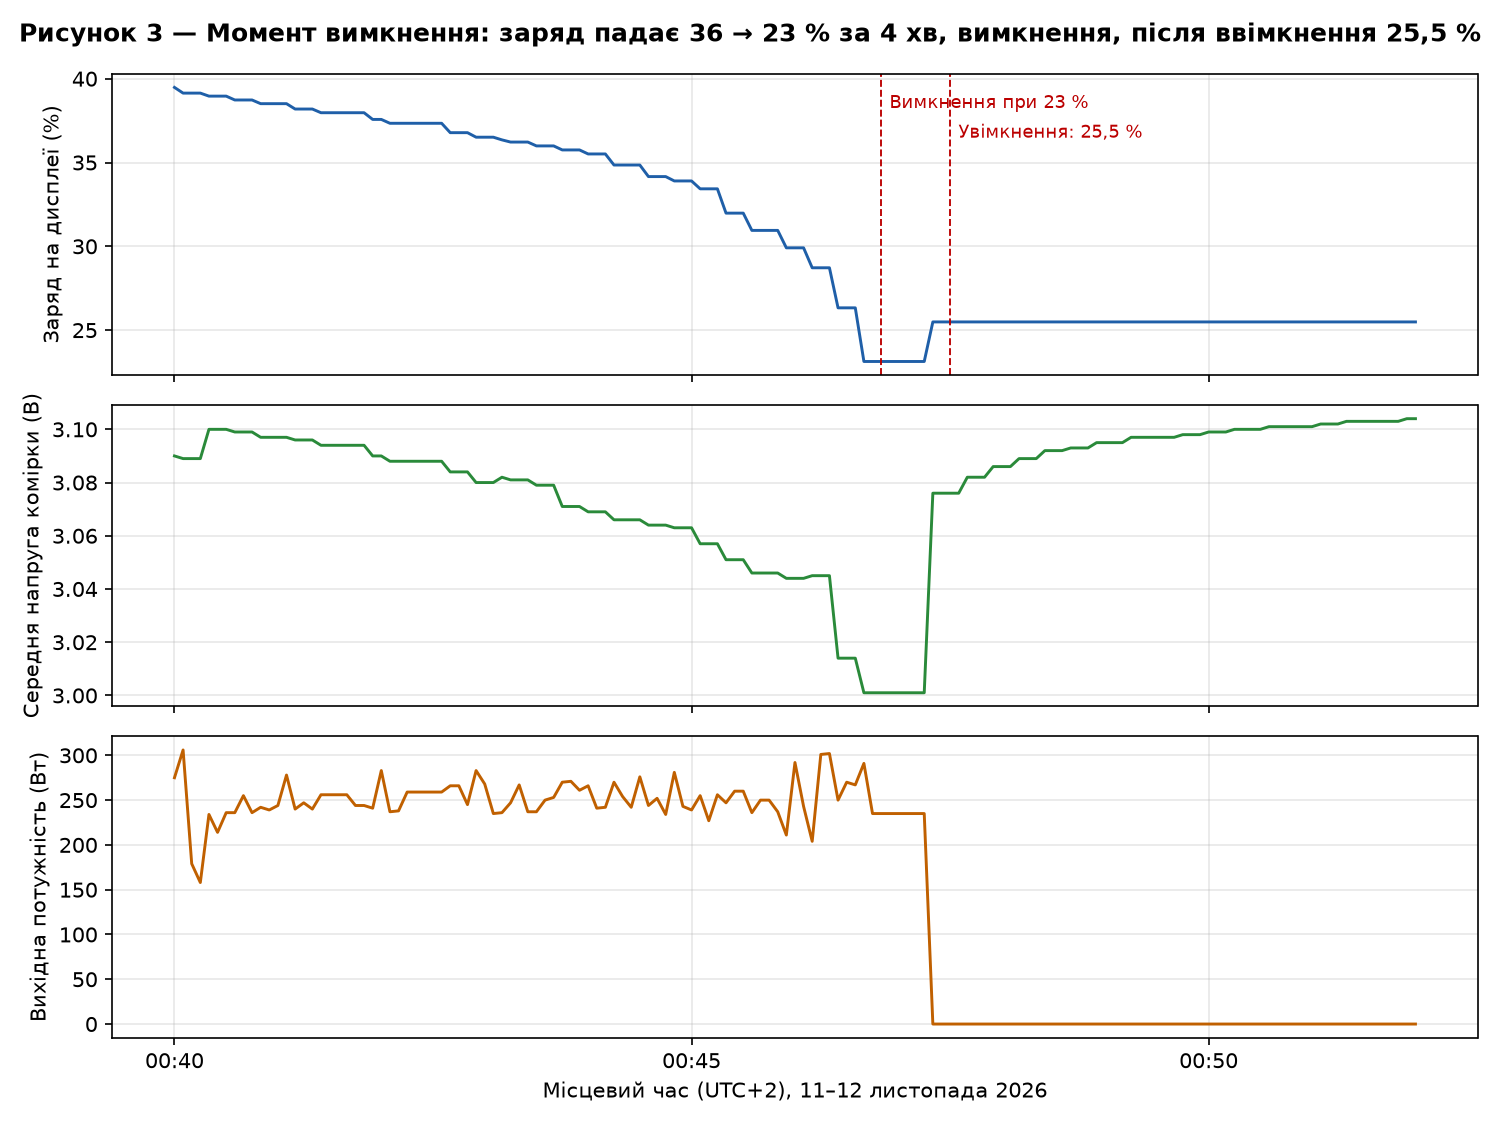 Рисунок 3 — Момент вимкнення: заряд падає 36 → 23 % за 4 хв, вимкнення, після ввімкнення 25,5 %
Заряд на дисплеї (%)
40
35
30
25
Вимкнення при 23 %
Увімкнення: 25,5 %
Середня напруга комірки (В)
3.10
3.08
3.06
3.04
3.02
3.00
Вихідна потужність (Вт)
300
250
200
150
100
50
0
00:40
00:45
00:50
Місцевий час (UTC+2), 11–12 листопада 2026